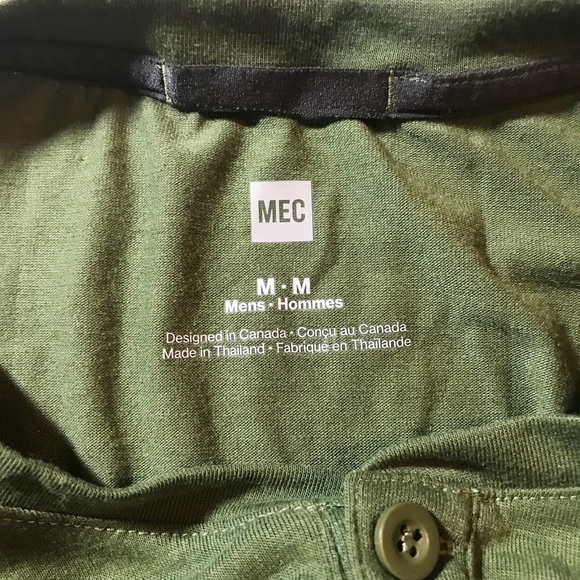 MEC
M • M
Mens • Hommes
Designed in Canada • Conçu au Canada
Made in Thailand • Fabriqué en Thaïlande